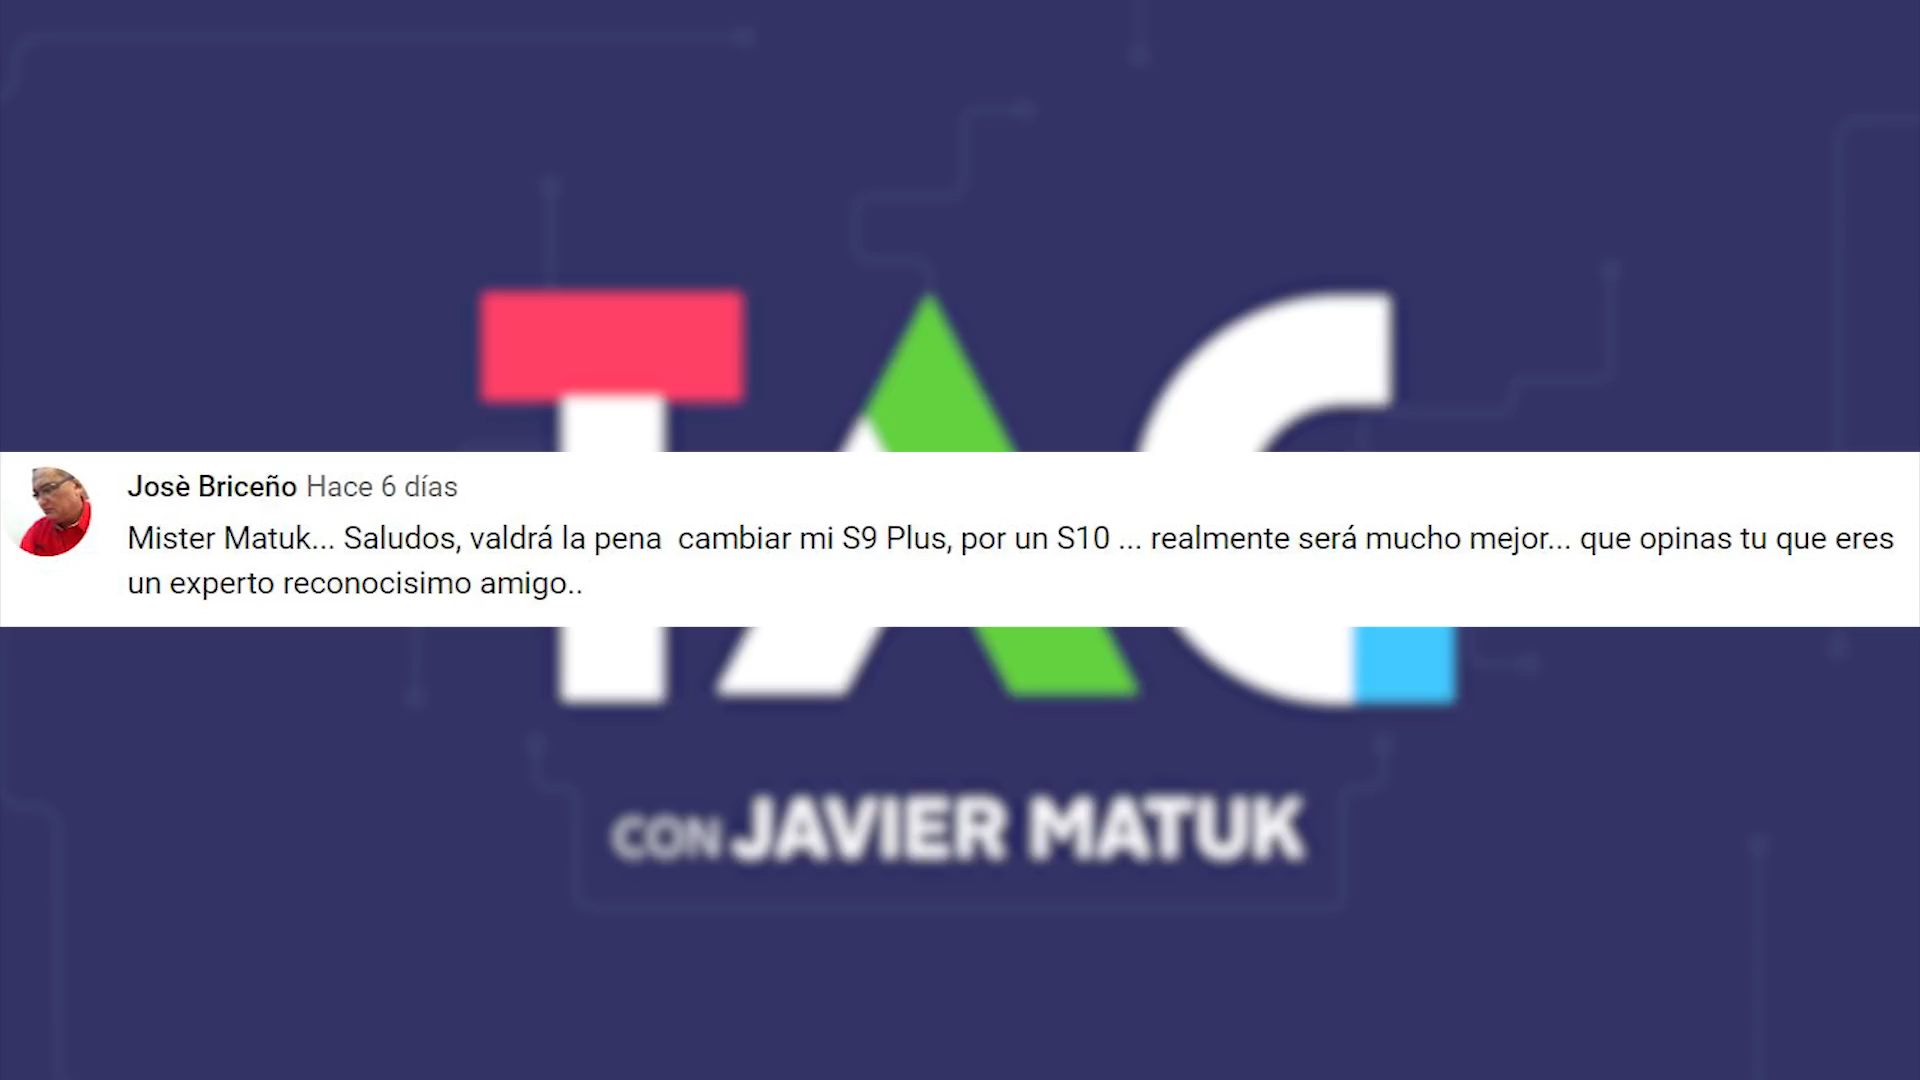 TAG
Josè Briceño Hace 6 días
Mister Matuk... Saludos, valdrá la pena  cambiar mi S9 Plus, por un S10 ... realmente será mucho mejor... que opinas tu que eres
un experto reconocisimo amigo..
CON JAVIER MATUK